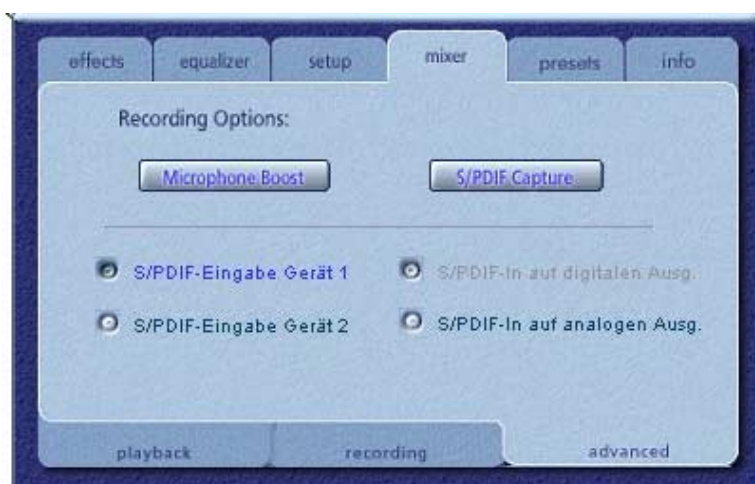 effects equalizer setup mixer presets info
Recording Options:
Microphone Boost S/PDIF Capture
S/PDIF-Eingabe Gerät 1 S/PDIF-In auf digitalen Ausg.
S/PDIF-Eingabe Gerät 2 S/PDIF-In auf analogen Ausg.
playback recording advanced